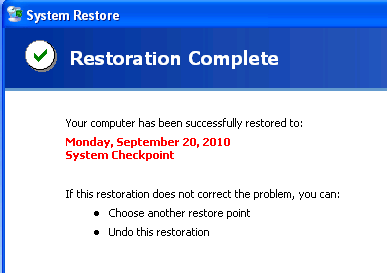 System Restore
Restoration Complete
Your computer has been successfully restored to:
Monday, September 20, 2010
System Checkpoint
If this restoration does not correct the problem, you can:
● Choose another restore point
● Undo this restoration